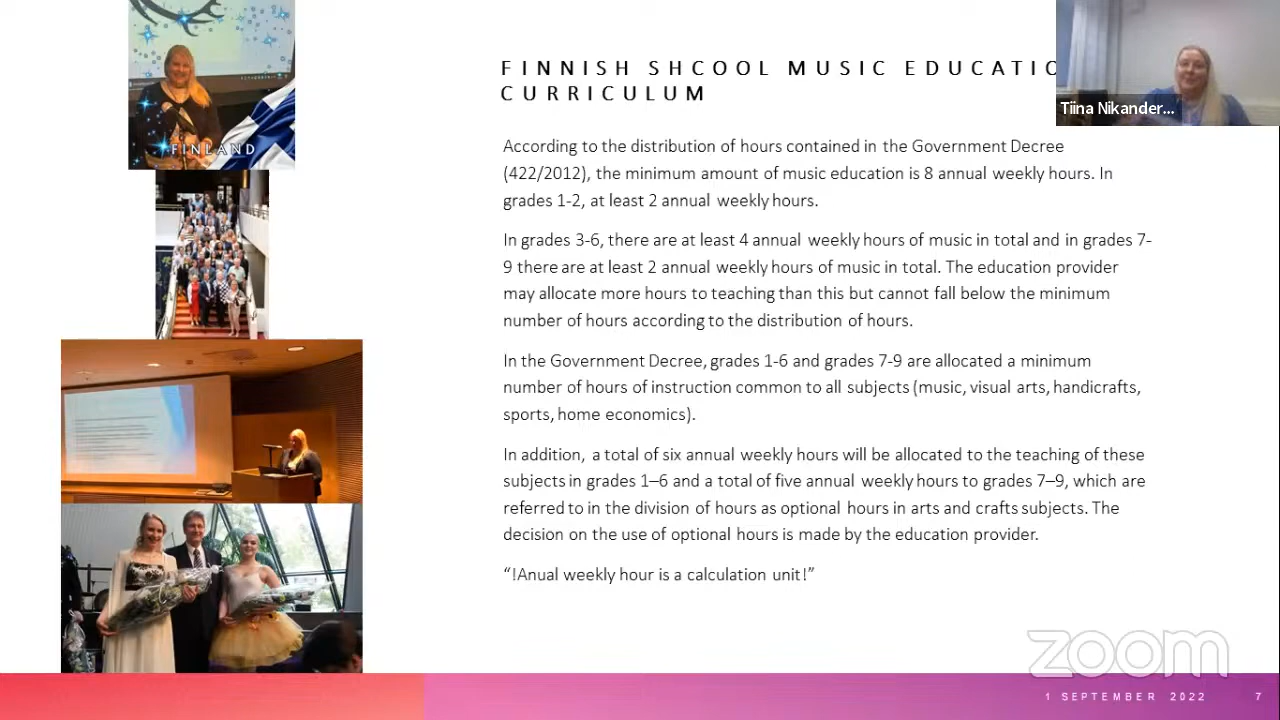 FINNISH SHCOOL MUSIC EDUCATIO
CURRICULUM
Tiina Nikander...
FINLAND
According to the distribution of hours contained in the Government Decree
(422/2012), the minimum amount of music education is 8 annual weekly hours. In
grades 1-2, at least 2 annual weekly hours.
In grades 3-6, there are at least 4 annual weekly hours of music in total and in grades 7-
9 there are at least 2 annual weekly hours of music in total. The education provider
may allocate more hours to teaching than this but cannot fall below the minimum
number of hours according to the distribution of hours.
In the Government Decree, grades 1-6 and grades 7-9 are allocated a minimum
number of hours of instruction common to all subjects (music, visual arts, handicrafts,
sports, home economics).
In addition, a total of six annual weekly hours will be allocated to the teaching of these
subjects in grades 1–6 and a total of five annual weekly hours to grades 7–9, which are
referred to in the division of hours as optional hours in arts and crafts subjects. The
decision on the use of optional hours is made by the education provider.
“!Anual weekly hour is a calculation unit!”
zoom
1 SEPTEMBER 2022 7